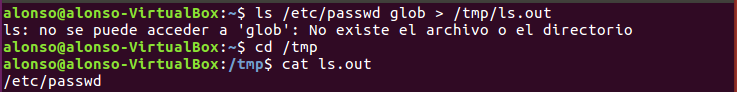 alonso@alonso-VirtualBox:~$ ls /etc/passwd glob > /tmp/ls.out
ls: no se puede acceder a 'glob': No existe el archivo o el directorio
alonso@alonso-VirtualBox:~$ cd /tmp
alonso@alonso-VirtualBox:/tmp$ cat ls.out
/etc/passwd